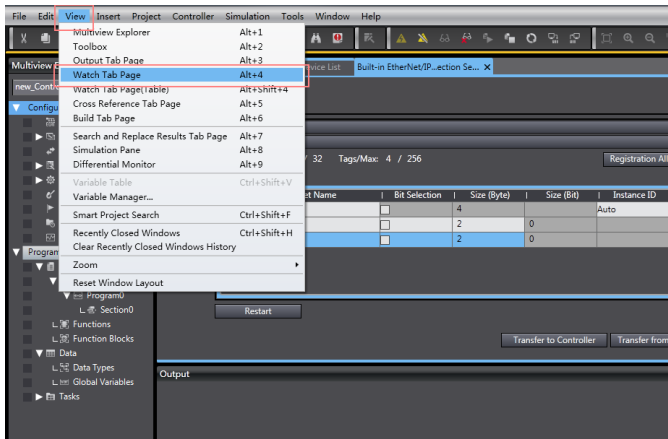 File Edit View Insert Project Controller Simulation Tools Window Help
Multiview Explorer Alt+1
Toolbox Alt+2
Output Tab Page Alt+3
Watch Tab Page Alt+4
Watch Tab Page(Table) Alt+Shift+4
Cross Reference Tab Page Alt+5
Build Tab Page Alt+6
Search and Replace Results Tab Page Alt+7
Simulation Pane Alt+8
Differential Monitor Alt+9
Variable Table Ctrl+Shift+V
Variable Manager...
Smart Project Search Ctrl+Shift+F
Recently Closed Windows Ctrl+Shift+H
Clear Recently Closed Windows History
Zoom
Reset Window Layout
Multiview
new_Contr
Configu
Program
Program0
Section0
Functions
Function Blocks
Data
Data Types
Global Variables
Tasks
vice List Built-in EtherNet/IP...ection Se... X
/ 32 Tags/Max: 4 / 256 Registration All
et Name Bit Selection Size (Byte) Size (Bit) Instance ID
4 Auto
2 0
2 0
Restart
Transfer to Controller Transfer from
Output